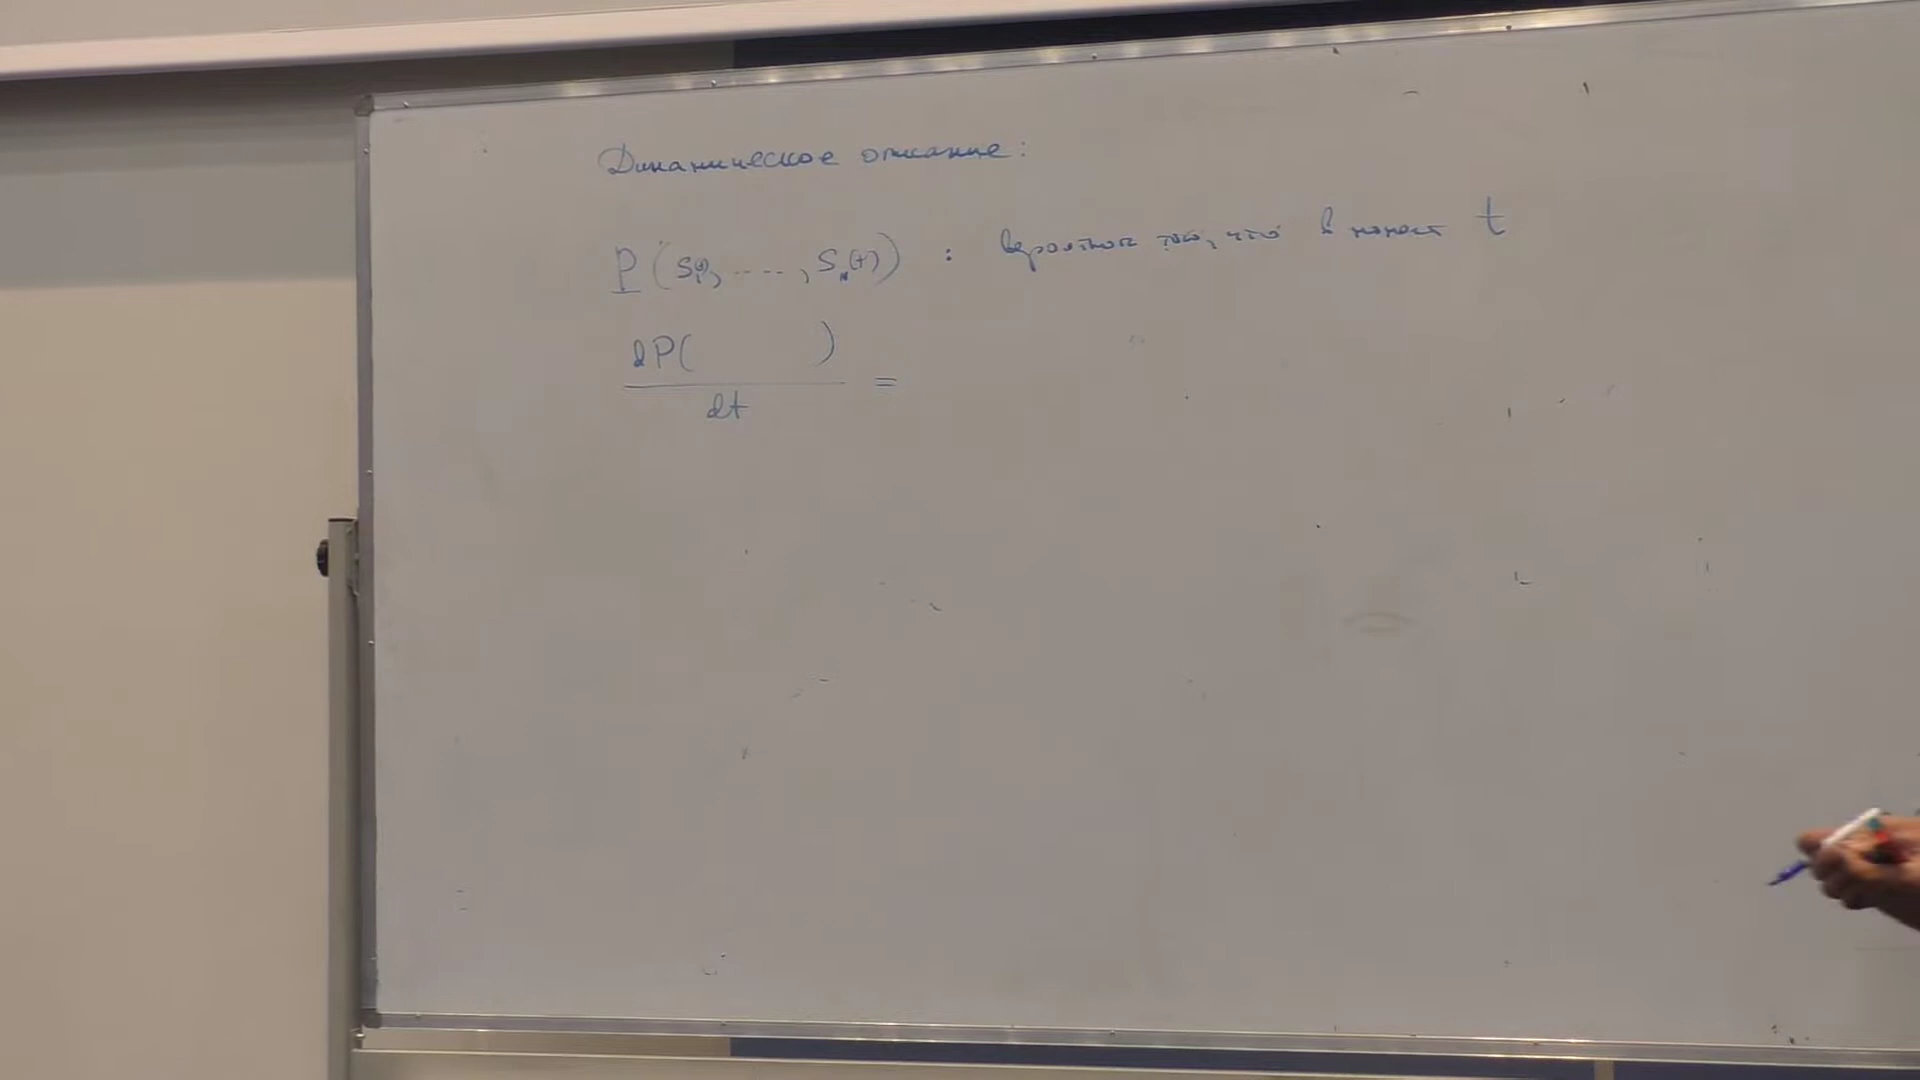 Динамическое описание:
P(S₁(t), ...., S_N(t)) : вероятность того, что в момент t
dP( )
dt =